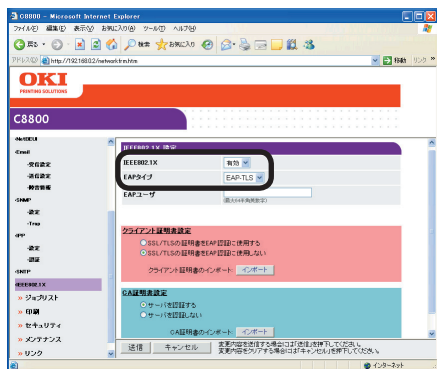 C8800 - Microsoft Internet Explorer
ファイル(F) 編集(E) 表示(V) お気に入り(A) ツール(T) ヘルプ(H)
戻る 検索 お気に入り
アドレス(D) http://192.168.0.2/networkfrm.htm 移動 リンク »
OKI
PRINTING SOLUTIONS
C8800
NetBEUI
Email
受信設定
送信設定
SNMP
設定
Trap
IPP
設定
認証
SNTP
IEEE802.1X
ジョブリスト
印刷
セキュリティ
メンテナンス
リンク
IEEE802.1X 設定
IEEE802.1X 有効
EAPタイプ EAP-TLS
EAPユーザ
(最大64半角英数字)
クライアント証明書設定
SSL/TLSの証明書をEAP認証に使用する
SSL/TLSの証明書をEAP認証に使用しない
クライアント証明書のインポート インポート
CA証明書設定
サーバを認証する
サーバを認証しない
CA証明書のインポート インポート
送信 キャンセル 変更内容を送信する場合には「送信」を押下してください。
変更内容をクリアする場合には「キャンセル」を押下してください。
インターネット